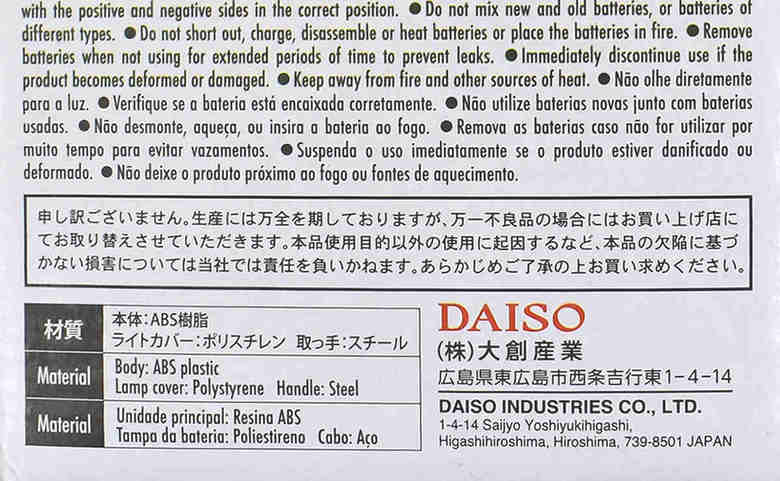 with the positive and negative sides in the correct position. ● Do not mix new and old batteries, or batteries of
different types. ● Do not short out, charge, disassemble or heat batteries or place the batteries in fire. ● Remove
batteries when not using for extended periods of time to prevent leaks. ● Immediately discontinue use if the
product becomes deformed or damaged. ● Keep away from fire and other sources of heat. ● Não olhe diretamente
para a luz. ● Verifique se a bateria está encaixada corretamente. ● Não utilize baterias novas junto com baterias
usadas. ● Não desmonte, aqueça, ou insira a bateria ao fogo. ● Remova as baterias caso não for utilizar por
muito tempo para evitar vazamentos. ● Suspenda o uso imediatamente se o produto estiver danificado ou
deformado. ● Não deixe o produto próximo ao fogo ou fontes de aquecimento.
申し訳ございません。生産には万全を期しておりますが、万一不良品の場合にはお買い上げ店に
てお取り替えさせていただきます。本品使用目的以外の使用に起因するなど、本品の欠陥に基づ
かない損害については当社では責任を負いかねます。あらかじめご了承の上お買い求めください。
材質
本体:ABS樹脂
ライトカバー:ポリスチレン 取っ手:スチール
Material
Body: ABS plastic
Lamp cover: Polystyrene Handle: Steel
Material
Unidade principal: Resina ABS
Tampa da bateria: Poliestireno Cabo: Aço
DAISO
(株)大創産業
広島県東広島市西条吉行東1-4-14
DAISO INDUSTRIES CO., LTD.
1-4-14 Saijyo Yoshiyukihigashi,
Higashihiroshima, Hiroshima, 739-8501 JAPAN